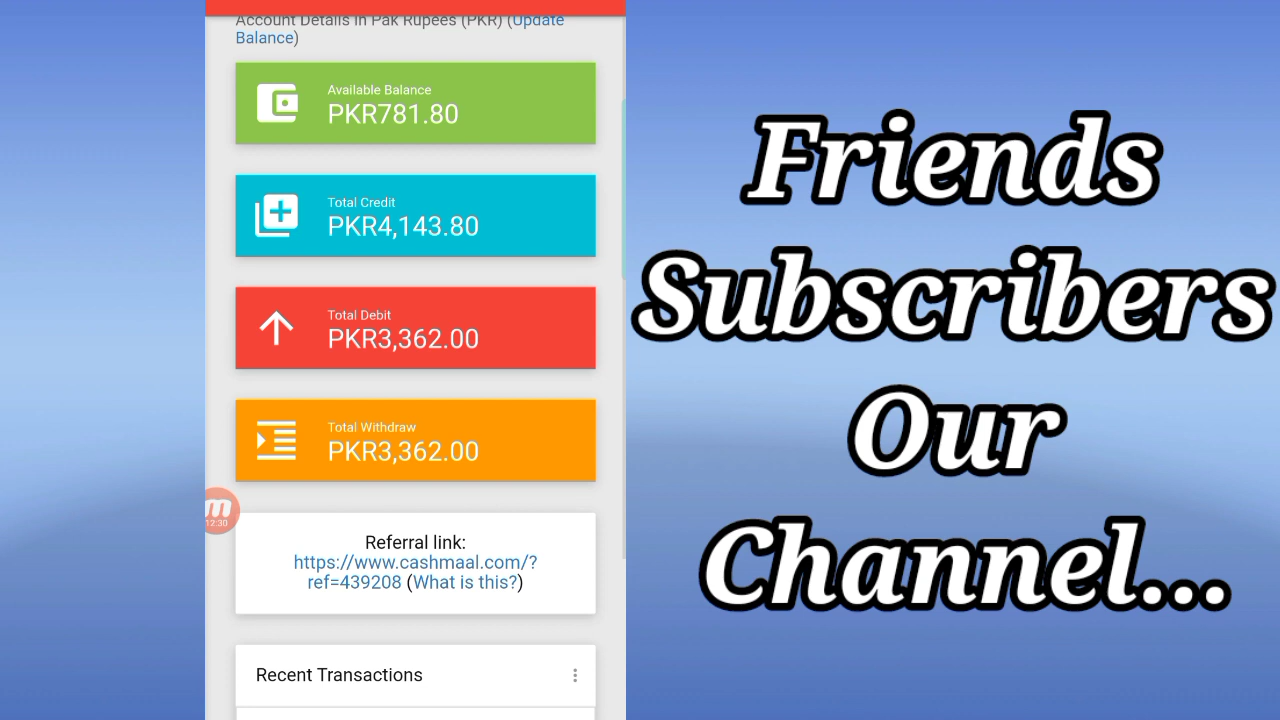 Account Details in Pak Rupees (PKR) (Update
Balance)
Available Balance
PKR781.80
Total Credit
PKR4,143.80
Total Debit
PKR3,362.00
Total Withdraw
PKR3,362.00
m
12:30
Referral link:
https://www.cashmaal.com/?
ref=439208 (What is this?)
Recent Transactions
Friends
Subscribers
Our
Channel...